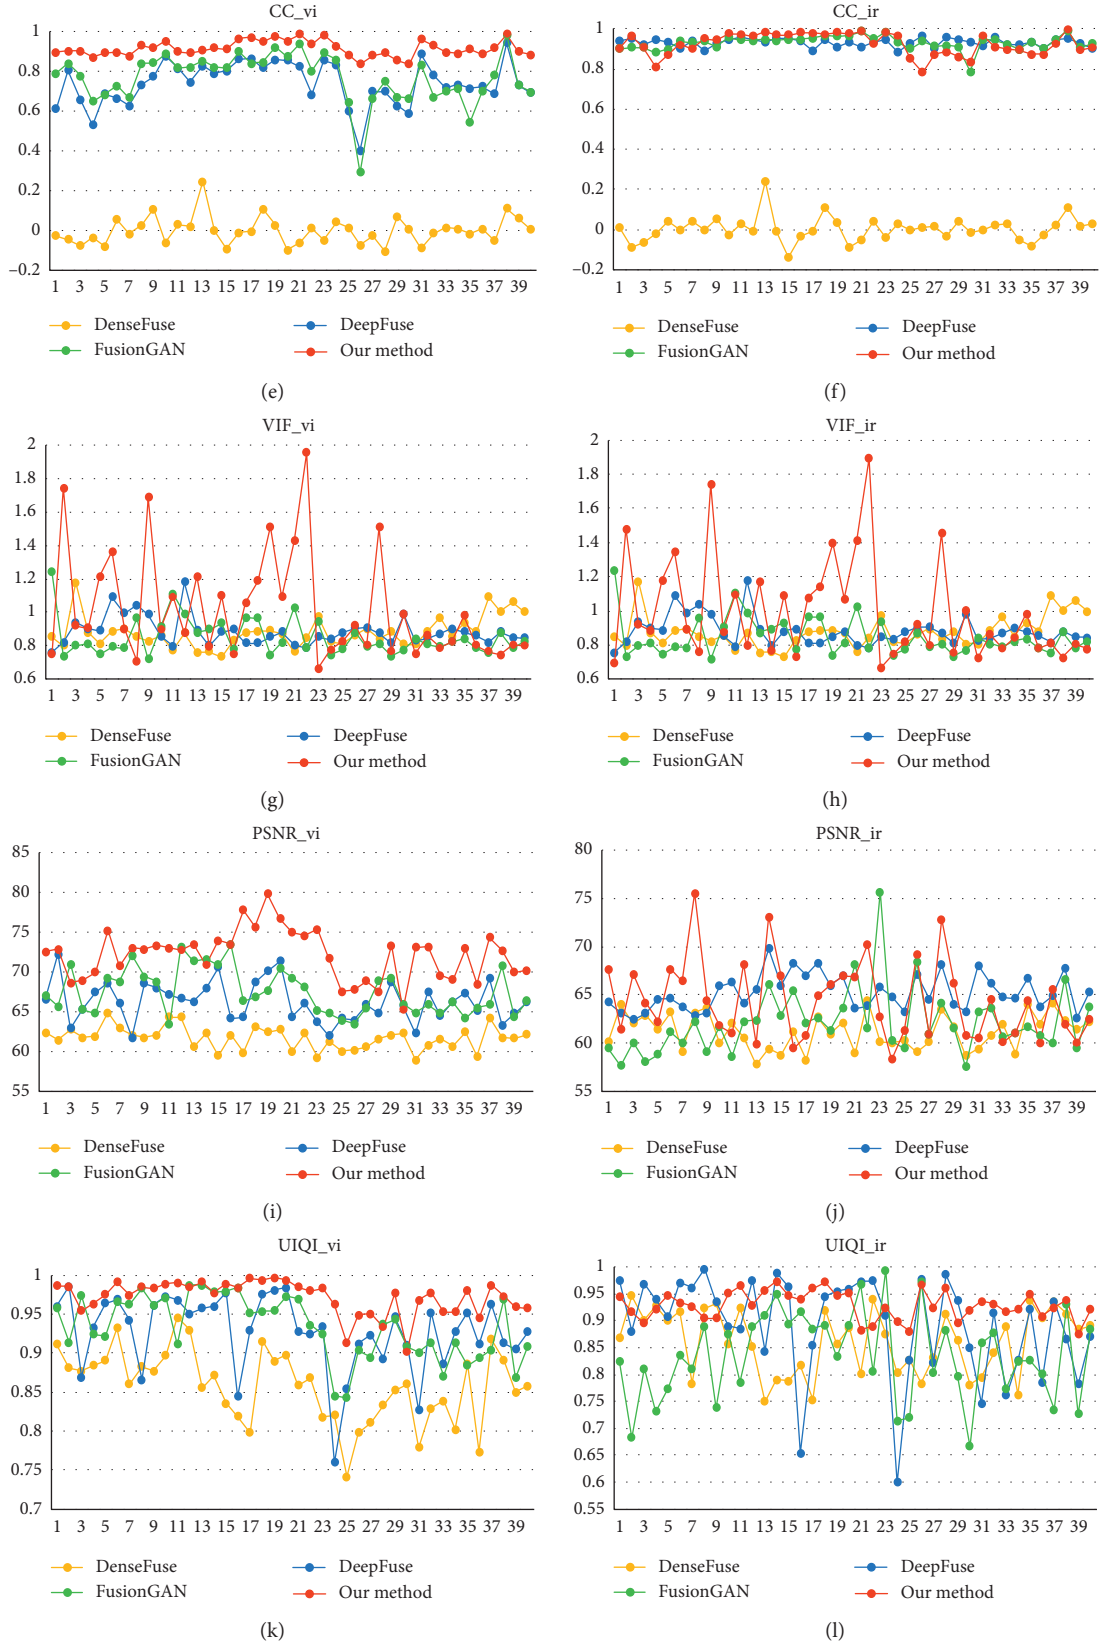 CC_vi
1
0.8
0.6
0.4
0.2
0
–0.2
1 3 5 7 9 11 13 15 17 19 21 23 25 27 29 31 33 35 37 39
DenseFuse
DeepFuse
FusionGAN
Our method
(e)
CC_ir
1
0.8
0.6
0.4
0.2
0
–0.2
1 3 5 7 9 11 13 15 17 19 21 23 25 27 29 31 33 35 37 39
DenseFuse
DeepFuse
FusionGAN
Our method
(f)
VIF_vi
2
1.8
1.6
1.4
1.2
1
0.8
0.6
1 3 5 7 9 11 13 15 17 19 21 23 25 27 29 31 33 35 37 39
DenseFuse
DeepFuse
FusionGAN
Our method
(g)
VIF_ir
2
1.8
1.6
1.4
1.2
1
0.8
0.6
1 3 5 7 9 11 13 15 17 19 21 23 25 27 29 31 33 35 37 39
DenseFuse
DeepFuse
FusionGAN
Our method
(h)
PSNR_vi
85
80
75
70
65
60
55
1 3 5 7 9 11 13 15 17 19 21 23 25 27 29 31 33 35 37 39
DenseFuse
DeepFuse
FusionGAN
Our method
(i)
PSNR_ir
80
75
70
65
60
55
1 3 5 7 9 11 13 15 17 19 21 23 25 27 29 31 33 35 37 39
DenseFuse
DeepFuse
FusionGAN
Our method
(j)
UIQI_vi
1
0.95
0.9
0.85
0.8
0.75
0.7
1 3 5 7 9 11 13 15 17 19 21 23 25 27 29 31 33 35 37 39
DenseFuse
DeepFuse
FusionGAN
Our method
(k)
UIQI_ir
1
0.95
0.9
0.85
0.8
0.75
0.7
0.65
0.6
0.55
1 3 5 7 9 11 13 15 17 19 21 23 25 27 29 31 33 35 37 39
DenseFuse
DeepFuse
FusionGAN
Our method
(l)